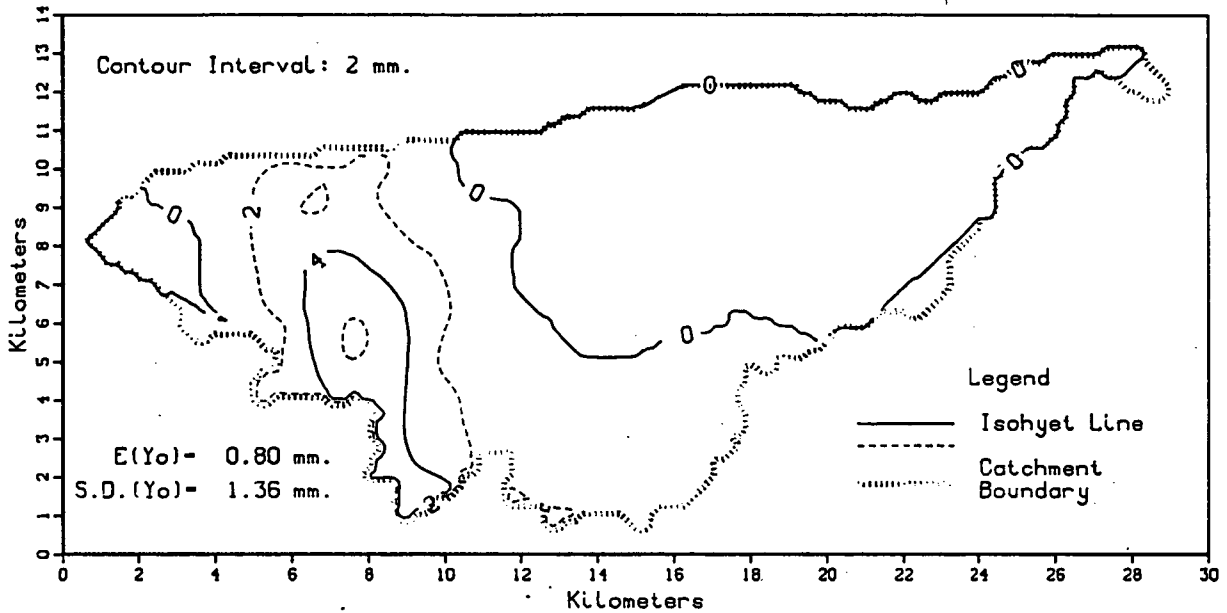 Contour Interval: 2 mm.
0
0
0
0
0
0
0
2
4
2
E(Yo)= 0.80 mm.
S.D.(Yo)= 1.36 mm.
Legend
Isohyet Line
Catchment
Boundary
Kilometers
14
13
12
11
10
9
8
7
6
5
4
3
2
1
0
0 2 4 6 8 10 12 14 16 18 20 22 24 26 28 30
Kilometers